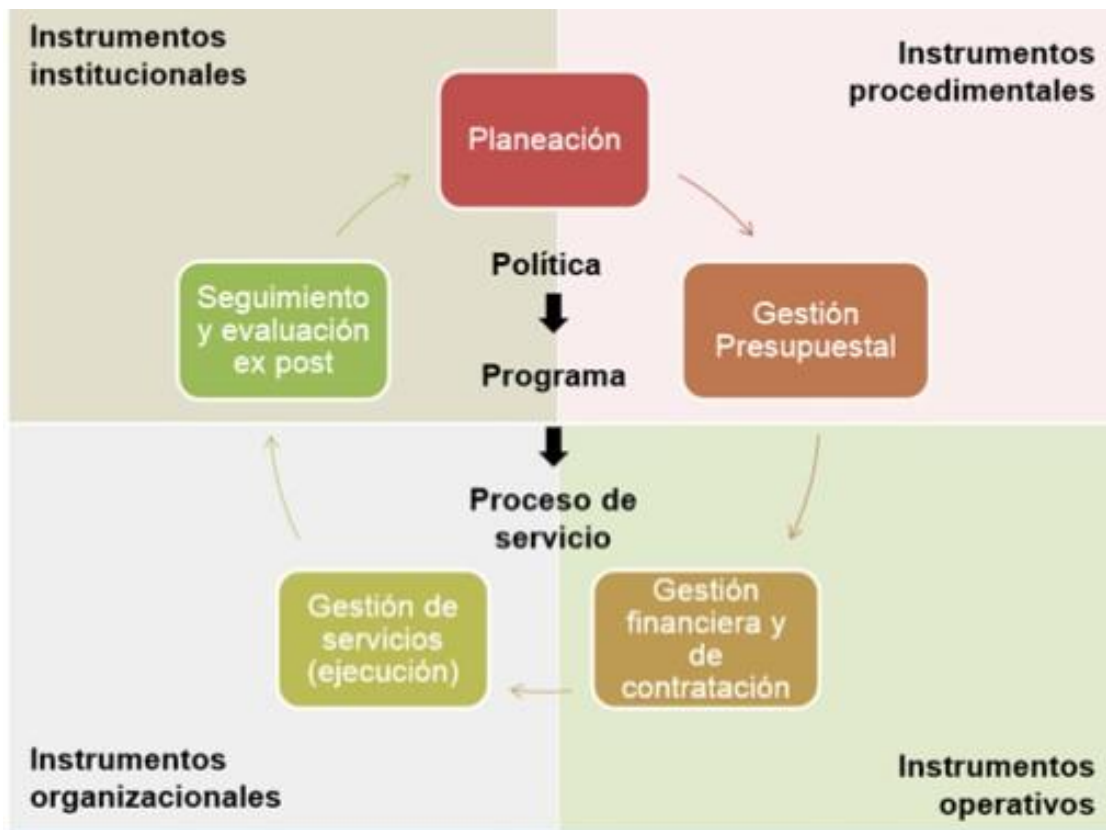 Instrumentos
institucionales
Instrumentos
procedimentales
Planeación
Política
Seguimiento
y evaluación
ex post
Gestión
Presupuestal
Programa
Proceso de
servicio
Gestión de
servicios
(ejecución)
Gestión
financiera y
de
contratación
Instrumentos
organizacionales
Instrumentos
operativos